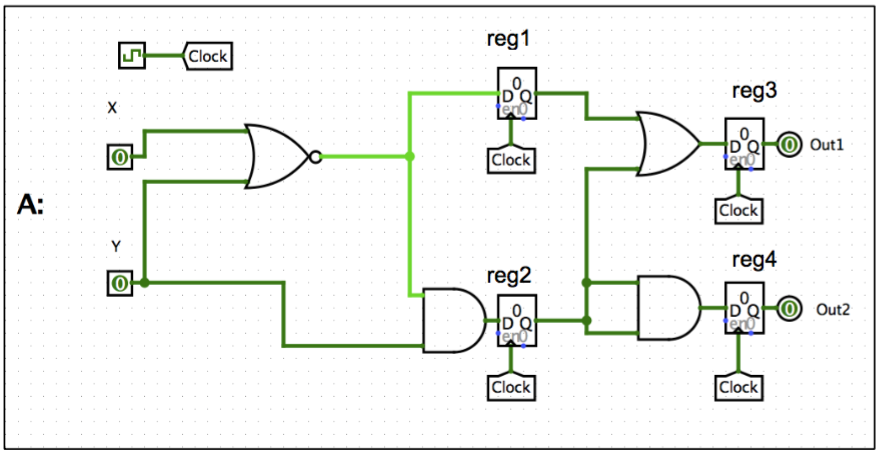 reg1
Clock
reg3
X
0
D Q
en0
0
0
D Q
en0
0
Out1
Clock
Clock
A:
Y
reg2
reg4
0
0
D Q
en0
0
D Q
en0
0
Out2
Clock
Clock